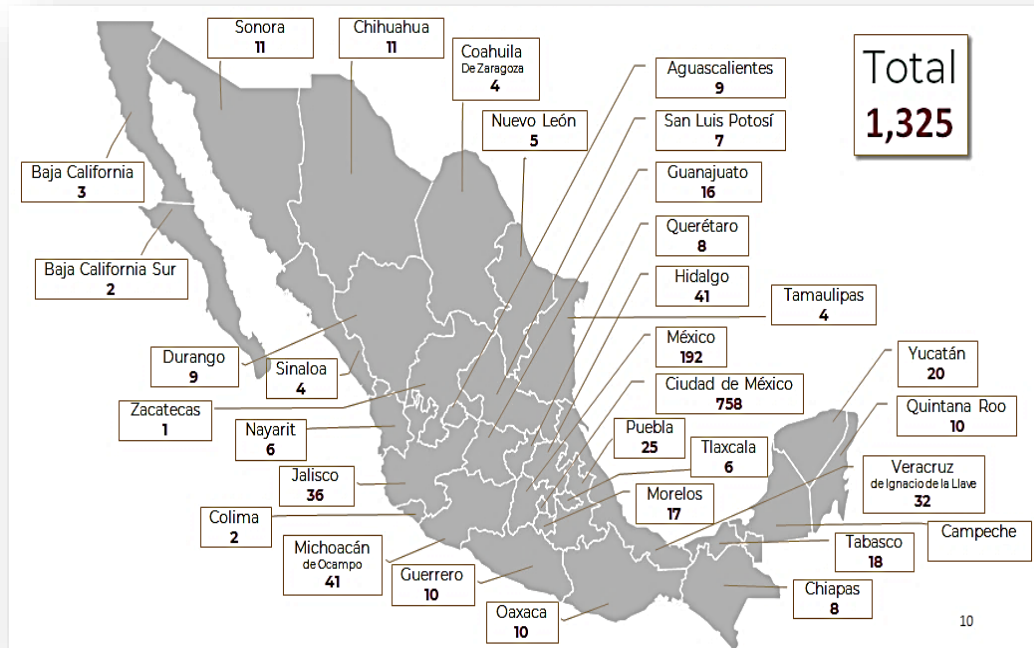 Sonora
11
Chihuahua
11
Coahuila
De Zaragoza
4
Nuevo León
5
Aguascalientes
9
San Luis Potosí
7
Guanajuato
16
Querétaro
8
Hidalgo
41
Tamaulipas
4
México
192
Ciudad de México
758
Puebla
25
Tlaxcala
6
Morelos
17
Total
1,325
Baja California
3
Baja California Sur
2
Durango
9
Sinaloa
4
Zacatecas
1
Nayarit
6
Jalisco
36
Colima
2
Michoacán
de Ocampo
41
Guerrero
10
Oaxaca
10
Yucatán
20
Quintana Roo
10
Veracruz
de Ignacio de la Llave
32
Campeche
Tabasco
18
Chiapas
8
10